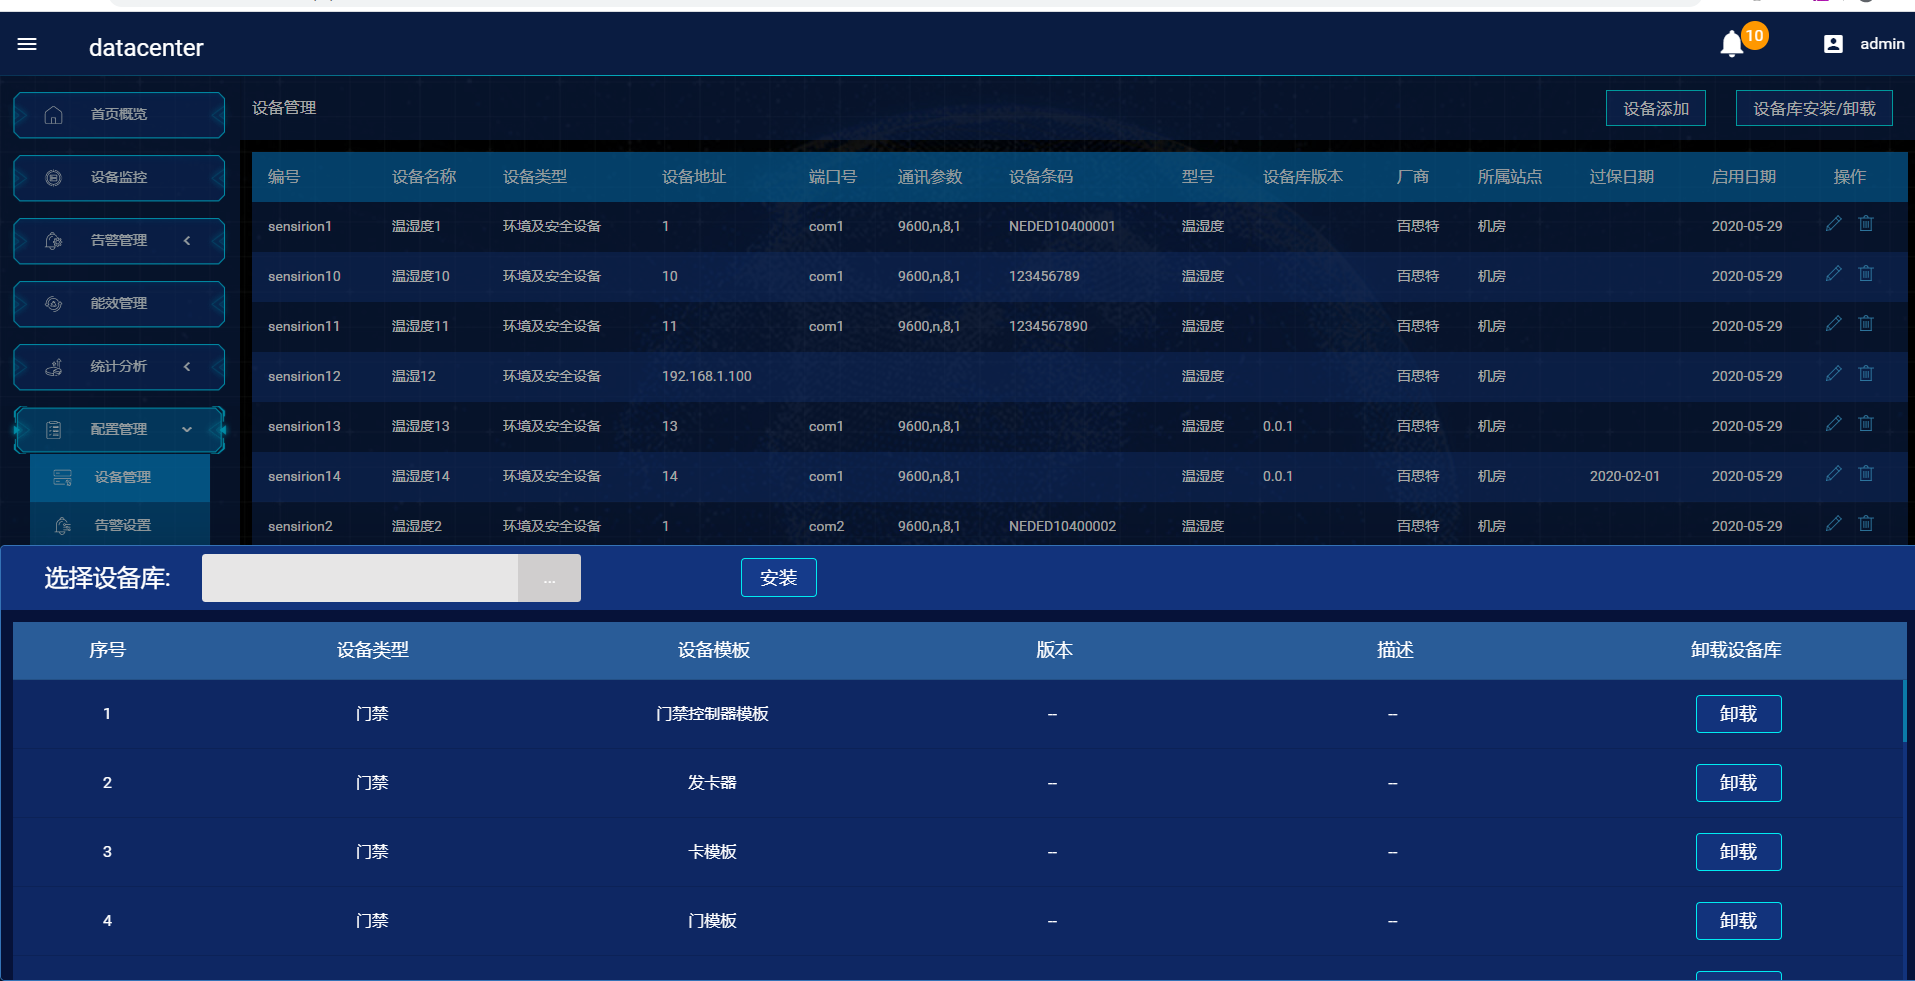 datacenter
10
admin
首页概览
设备监控
告警管理
能效管理
统计分析
配置管理
设备管理
告警设置
设备管理
设备添加
设备库安装/卸载
编号 设备名称 设备类型 设备地址 端口号 通讯参数 设备条码 型号 设备库版本 厂商 所属站点 过保日期 启用日期 操作
sensirion1 温湿度1 环境及安全设备 1 com1 9600,n,8,1 NEDED10400001 温湿度 百思特 机房 2020-05-29
sensirion10 温湿度10 环境及安全设备 10 com1 9600,n,8,1 123456789 温湿度 百思特 机房 2020-05-29
sensirion11 温湿度11 环境及安全设备 11 com1 9600,n,8,1 1234567890 温湿度 百思特 机房 2020-05-29
sensirion12 温湿12 环境及安全设备 192.168.1.100 温湿度 百思特 机房 2020-05-29
sensirion13 温湿度13 环境及安全设备 13 com1 9600,n,8,1 温湿度 0.0.1 百思特 机房 2020-05-29
sensirion14 温湿度14 环境及安全设备 14 com1 9600,n,8,1 温湿度 0.0.1 百思特 机房 2020-02-01 2020-05-29
sensirion2 温湿度2 环境及安全设备 1 com2 9600,n,8,1 NEDED10400002 温湿度 百思特 机房 2020-05-29
选择设备库: ... 安装
序号 设备类型 设备模板 版本 描述 卸载设备库
1 门禁 门禁控制器模板 -- -- 卸载
2 门禁 发卡器 -- -- 卸载
3 门禁 卡模板 -- -- 卸载
4 门禁 门模板 -- -- 卸载